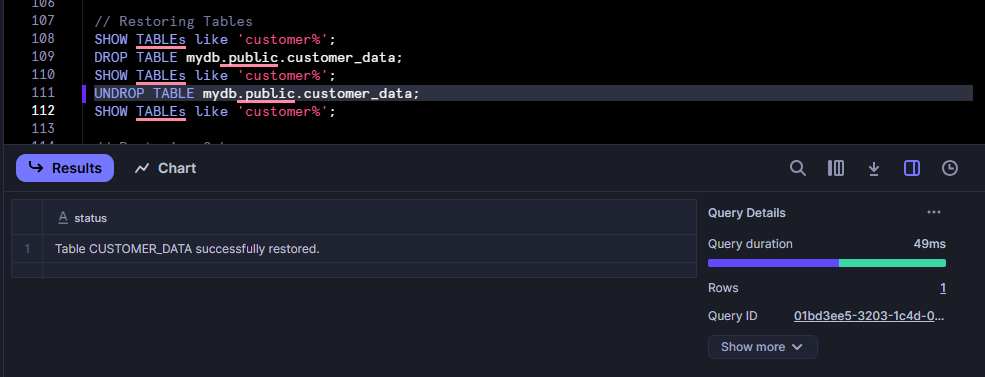 106
107 // Restoring Tables
108 SHOW TABLEs like 'customer%';
109 DROP TABLE mydb.public.customer_data;
110 SHOW TABLEs like 'customer%';
111 UNDROP TABLE mydb.public.customer_data;
112 SHOW TABLEs like 'customer%';
113
Results Chart
A status
1 Table CUSTOMER_DATA successfully restored.
Query Details ...
Query duration 49ms
Rows 1
Query ID 01bd3ee5-3203-1c4d-0...
Show more